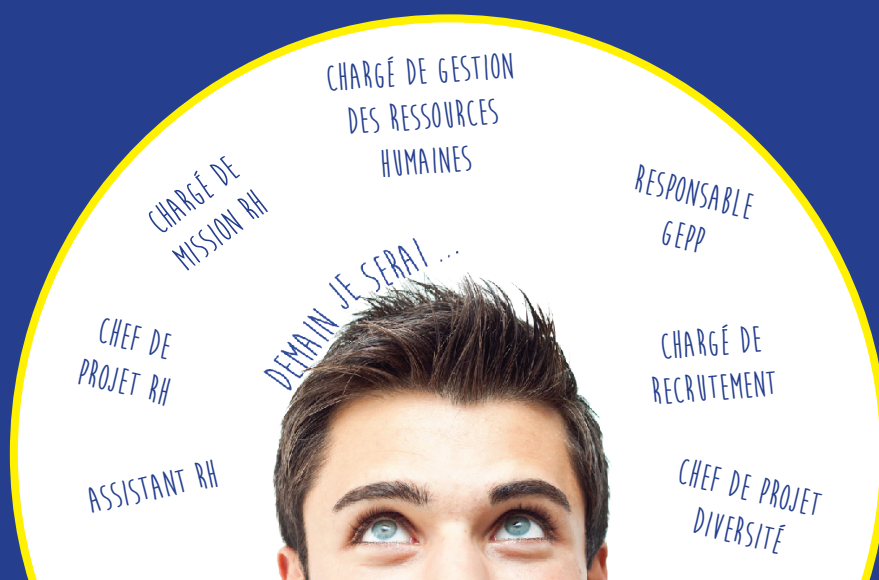 CHARGÉ DE GESTION
DES RESSOURCES
HUMAINES
CHARGÉ DE
MISSION RH
RESPONSABLE
GEPP
DEMAIN JE SERAI ...
CHEF DE
PROJET RH
CHARGÉ DE
RECRUTEMENT
ASSISTANT RH
CHEF DE PROJET
DIVERSITÉ